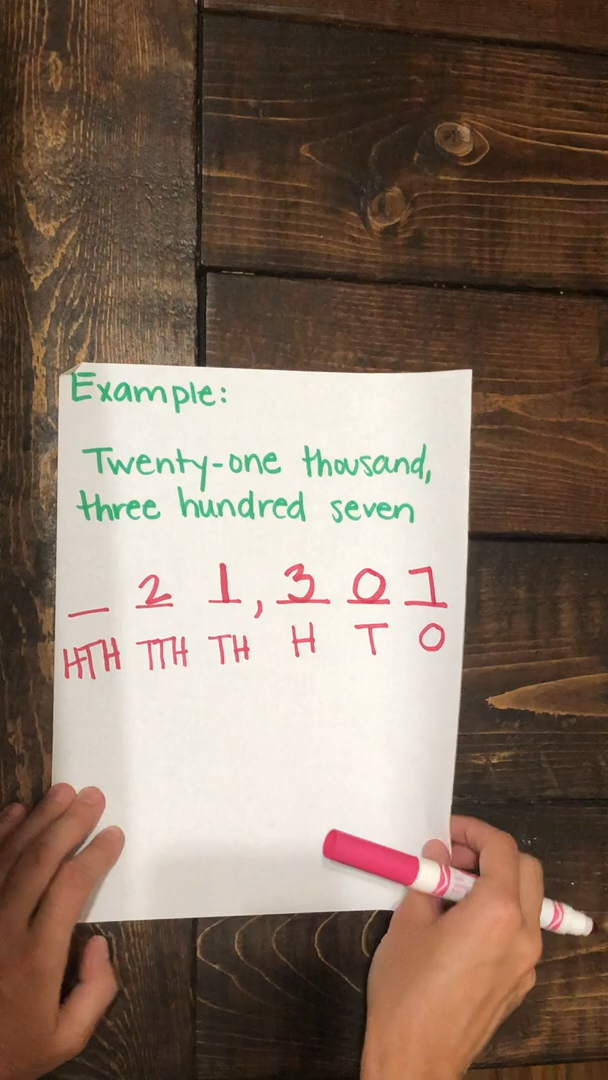 Example:
Twenty-one thousand,
three hundred seven
_ 2 1, 3 0 7
HTH TTH TH H T O